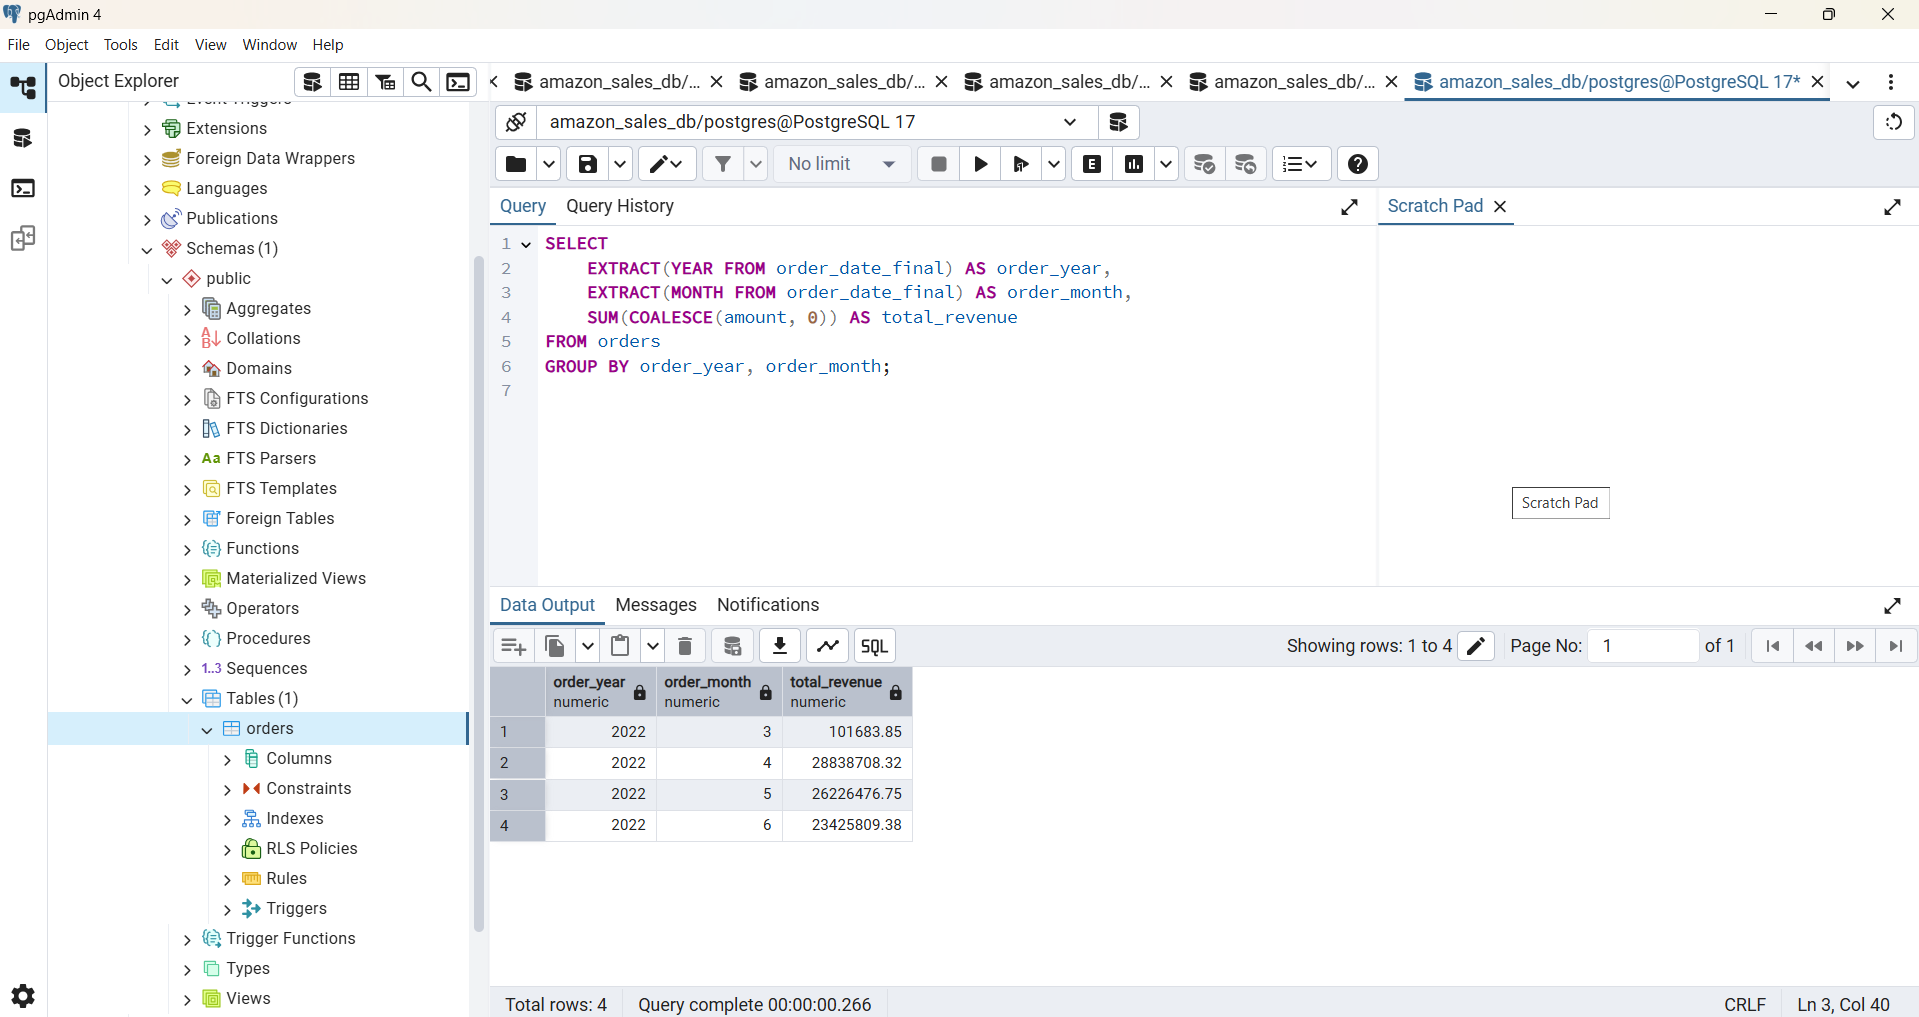 pgAdmin 4
File Object Tools Edit View Window Help
Object Explorer
amazon_sales_db/... amazon_sales_db/... amazon_sales_db/... amazon_sales_db/... amazon_sales_db/postgres@PostgreSQL 17*
Event Triggers
Extensions
Foreign Data Wrappers
Languages
Publications
Schemas (1)
public
Aggregates
Collations
Domains
FTS Configurations
FTS Dictionaries
Aa FTS Parsers
FTS Templates
Foreign Tables
Functions
Materialized Views
Operators
Procedures
1..3 Sequences
Tables (1)
orders
Columns
Constraints
Indexes
RLS Policies
Rules
Triggers
Trigger Functions
Types
Views
amazon_sales_db/postgres@PostgreSQL 17
No limit E
Query Query History
Scratch Pad
1 SELECT
2 EXTRACT(YEAR FROM order_date_final) AS order_year,
3 EXTRACT(MONTH FROM order_date_final) AS order_month,
4 SUM(COALESCE(amount, 0)) AS total_revenue
5 FROM orders
6 GROUP BY order_year, order_month;
7
Scratch Pad
Data Output Messages Notifications
SQL Showing rows: 1 to 4 Page No: 1 of 1
order_year order_month total_revenue
numeric numeric numeric
1 2022 3 101683.85
2 2022 4 28838708.32
3 2022 5 26226476.75
4 2022 6 23425809.38
Total rows: 4 Query complete 00:00:00.266 CRLF Ln 3, Col 40